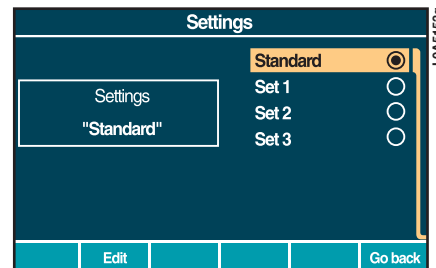 Settings
Settings
"Standard"
Standard
Set 1
Set 2
Set 3
Edit
Go back